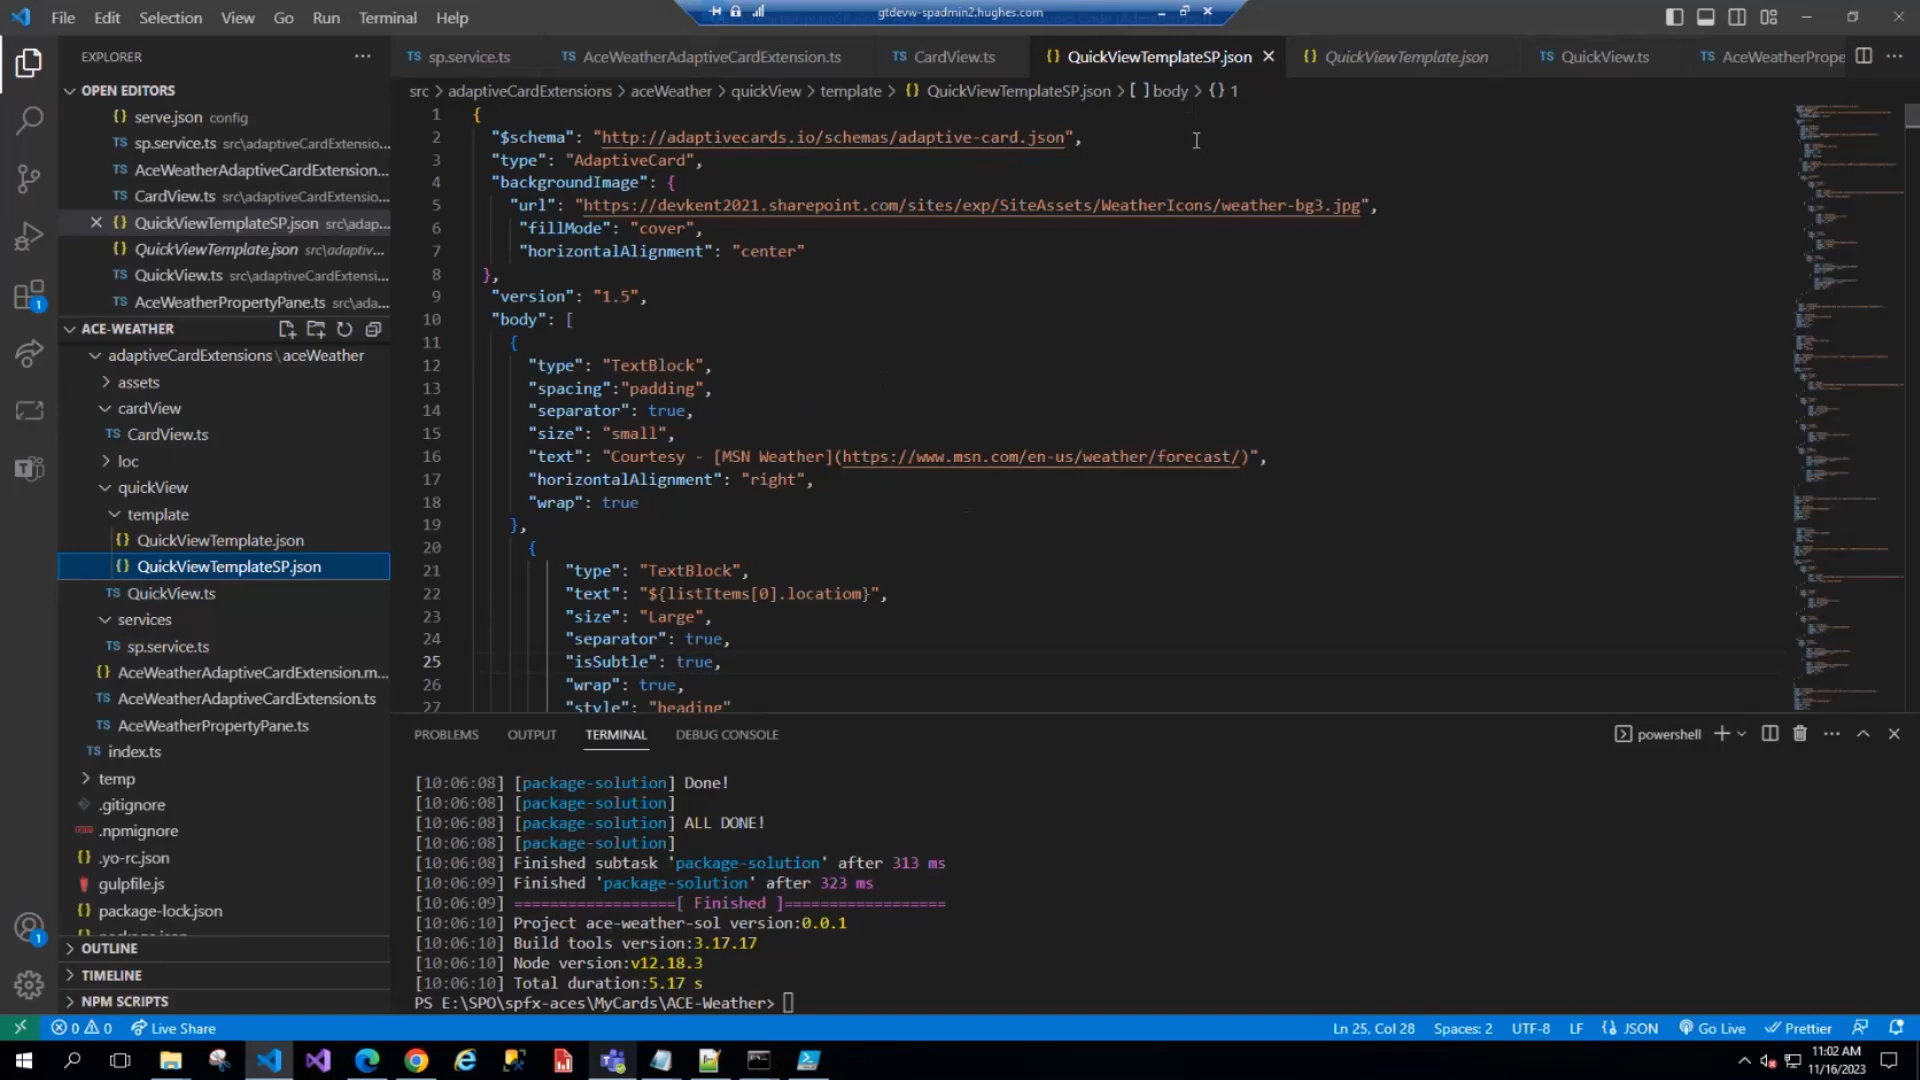 File Edit Selection View Go Run Terminal Help
gtdevw-spadmin2.hughes.com
EXPLORER
TS sp.service.ts TS AceWeatherAdaptiveCardExtension.ts TS CardView.ts {} QuickViewTemplateSP.json {} QuickViewTemplate.json TS QuickView.ts TS AceWeatherPrope
src > adaptiveCardExtensions > aceWeather > quickView > template > {} QuickViewTemplateSP.json > [ ] body > {} 1
OPEN EDITORS
{} serve.json config
TS sp.service.ts src\adaptiveCardExtensio...
TS AceWeatherAdaptiveCardExtension...
TS CardView.ts src\adaptiveCardExtensio...
{} QuickViewTemplateSP.json src\adap...
{} QuickViewTemplate.json src\adaptiv...
TS QuickView.ts src\adaptiveCardExtensi...
TS AceWeatherPropertyPane.ts src\ada...
ACE-WEATHER
adaptiveCardExtensions \ aceWeather
assets
cardView
TS CardView.ts
loc
quickView
template
{} QuickViewTemplate.json
{} QuickViewTemplateSP.json
TS QuickView.ts
services
TS sp.service.ts
{} AceWeatherAdaptiveCardExtension.m...
TS AceWeatherAdaptiveCardExtension.ts
TS AceWeatherPropertyPane.ts
TS index.ts
temp
.gitignore
.npmignore
{} .yo-rc.json
gulpfile.js
{} package-lock.json
OUTLINE
TIMELINE
NPM SCRIPTS
1 {
2 "$schema": "http://adaptivecards.io/schemas/adaptive-card.json",
3 "type": "AdaptiveCard",
4 "backgroundImage": {
5 "url": "https://devkent2021.sharepoint.com/sites/exp/SiteAssets/WeatherIcons/weather-bg3.jpg",
6 "fillMode": "cover",
7 "horizontalAlignment": "center"
8 },
9 "version": "1.5",
10 "body": [
11 {
12 "type": "TextBlock",
13 "spacing":"padding",
14 "separator": true,
15 "size": "small",
16 "text": "Courtesy - [MSN Weather](https://www.msn.com/en-us/weather/forecast/)",
17 "horizontalAlignment": "right",
18 "wrap": true
19 },
20 {
21 "type": "TextBlock",
22 "text": "${listItems[0].locatiom}",
23 "size": "Large",
24 "separator": true,
25 "isSubtle": true,
26 "wrap": true,
27 "style": "heading"
PROBLEMS OUTPUT TERMINAL DEBUG CONSOLE
powershell
[10:06:08] [package-solution] Done!
[10:06:08] [package-solution]
[10:06:08] [package-solution] ALL DONE!
[10:06:08] [package-solution]
[10:06:08] Finished subtask 'package-solution' after 313 ms
[10:06:09] Finished 'package-solution' after 323 ms
[10:06:09] ==================[ Finished ]==================
[10:06:10] Project ace-weather-sol version:0.0.1
[10:06:10] Build tools version:3.17.17
[10:06:10] Node version:v12.18.3
[10:06:10] Total duration:5.17 s
PS E:\SPO\spfx-aces\MyCards\ACE-Weather>
0 0 Live Share
Ln 25, Col 28 Spaces: 2 UTF-8 LF {} JSON Go Live Prettier
11:02 AM
11/16/2023